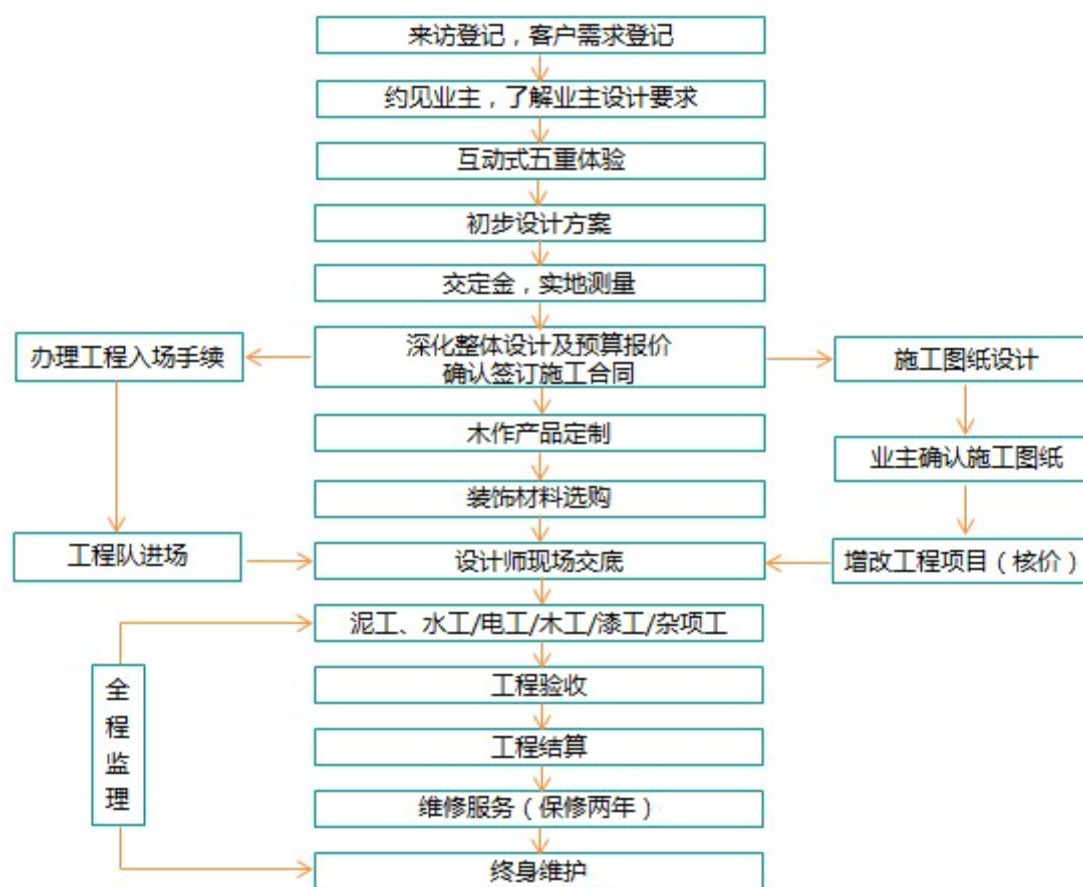 来访登记，客户需求登记
约见业主，了解业主设计要求
互动式五重体验
初步设计方案
交定金，实地测量
办理工程入场手续
深化整体设计及预算报价
确认签订施工合同
施工图纸设计
木作产品定制
业主确认施工图纸
装饰材料选购
工程队进场
设计师现场交底
增改工程项目（核价）
泥工、水工/电工/木工/漆工/杂项工
全程监理
工程验收
工程结算
维修服务（保修两年）
终身维护